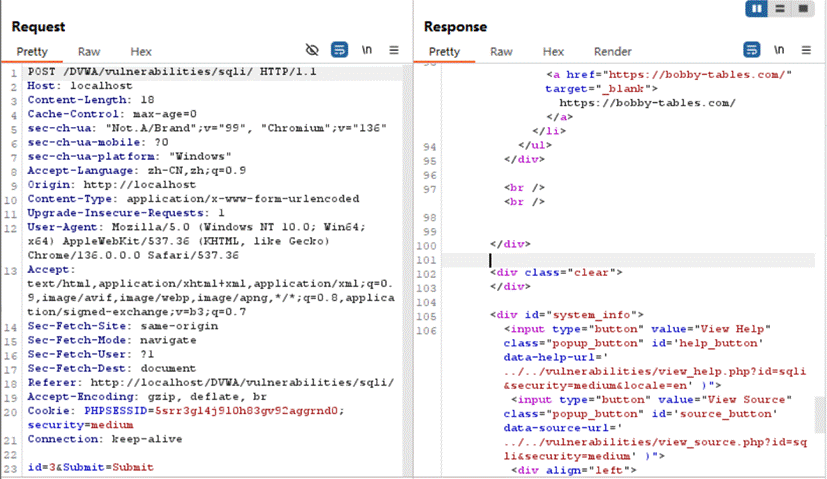 Request
Pretty Raw Hex
\n
1 POST /DVWA/vulnerabilities/sqli/ HTTP/1.1
2 Host: localhost
3 Content-Length: 18
4 Cache-Control: max-age=0
5 sec-ch-ua: "Not.A/Brand";v="99", "Chromium";v="136"
6 sec-ch-ua-mobile: ?0
7 sec-ch-ua-platform: "Windows"
8 Accept-Language: zh-CN,zh;q=0.9
9 Origin: http://localhost
10 Content-Type: application/x-www-form-urlencoded
11 Upgrade-Insecure-Requests: 1
12 User-Agent: Mozilla/5.0 (Windows NT 10.0; Win64;
x64) AppleWebKit/537.36 (KHTML, like Gecko)
Chrome/136.0.0.0 Safari/537.36
13 Accept:
text/html,application/xhtml+xml,application/xml;q=0.
9,image/avif,image/webp,image/apng,*/*;q=0.8,applica
tion/signed-exchange;v=b3;q=0.7
14 Sec-Fetch-Site: same-origin
15 Sec-Fetch-Mode: navigate
16 Sec-Fetch-User: ?1
17 Sec-Fetch-Dest: document
18 Referer: http://localhost/DVWA/vulnerabilities/sqli/
19 Accept-Encoding: gzip, deflate, br
20 Cookie: PHPSESSID=5srr3gl4j9l0h83gv92aggrnd0;
security=medium
21 Connection: keep-alive
22
23 id=3&Submit=Submit
Response
Pretty Raw Hex Render
\n
<a href="https://bobby-tables.com/"
target="_blank">
https://bobby-tables.com/
</a>
</li>
94 </ul>
95 </div>
96
97 <br />
<br />
98
99
100 </div>
101
102 <div class="clear">
103 </div>
104
105 <div id="system_info">
106 <input type="button" value="View Help"
class="popup_button" id='help_button'
data-help-url='
../../vulnerabilities/view_help.php?id=sqli
&security=medium&locale=en' )">
<input type="button" value="View Source"
class="popup_button" id='source_button'
data-source-url='
../../vulnerabilities/view_source.php?id=sq
li&security=medium' )">
<div align="left">